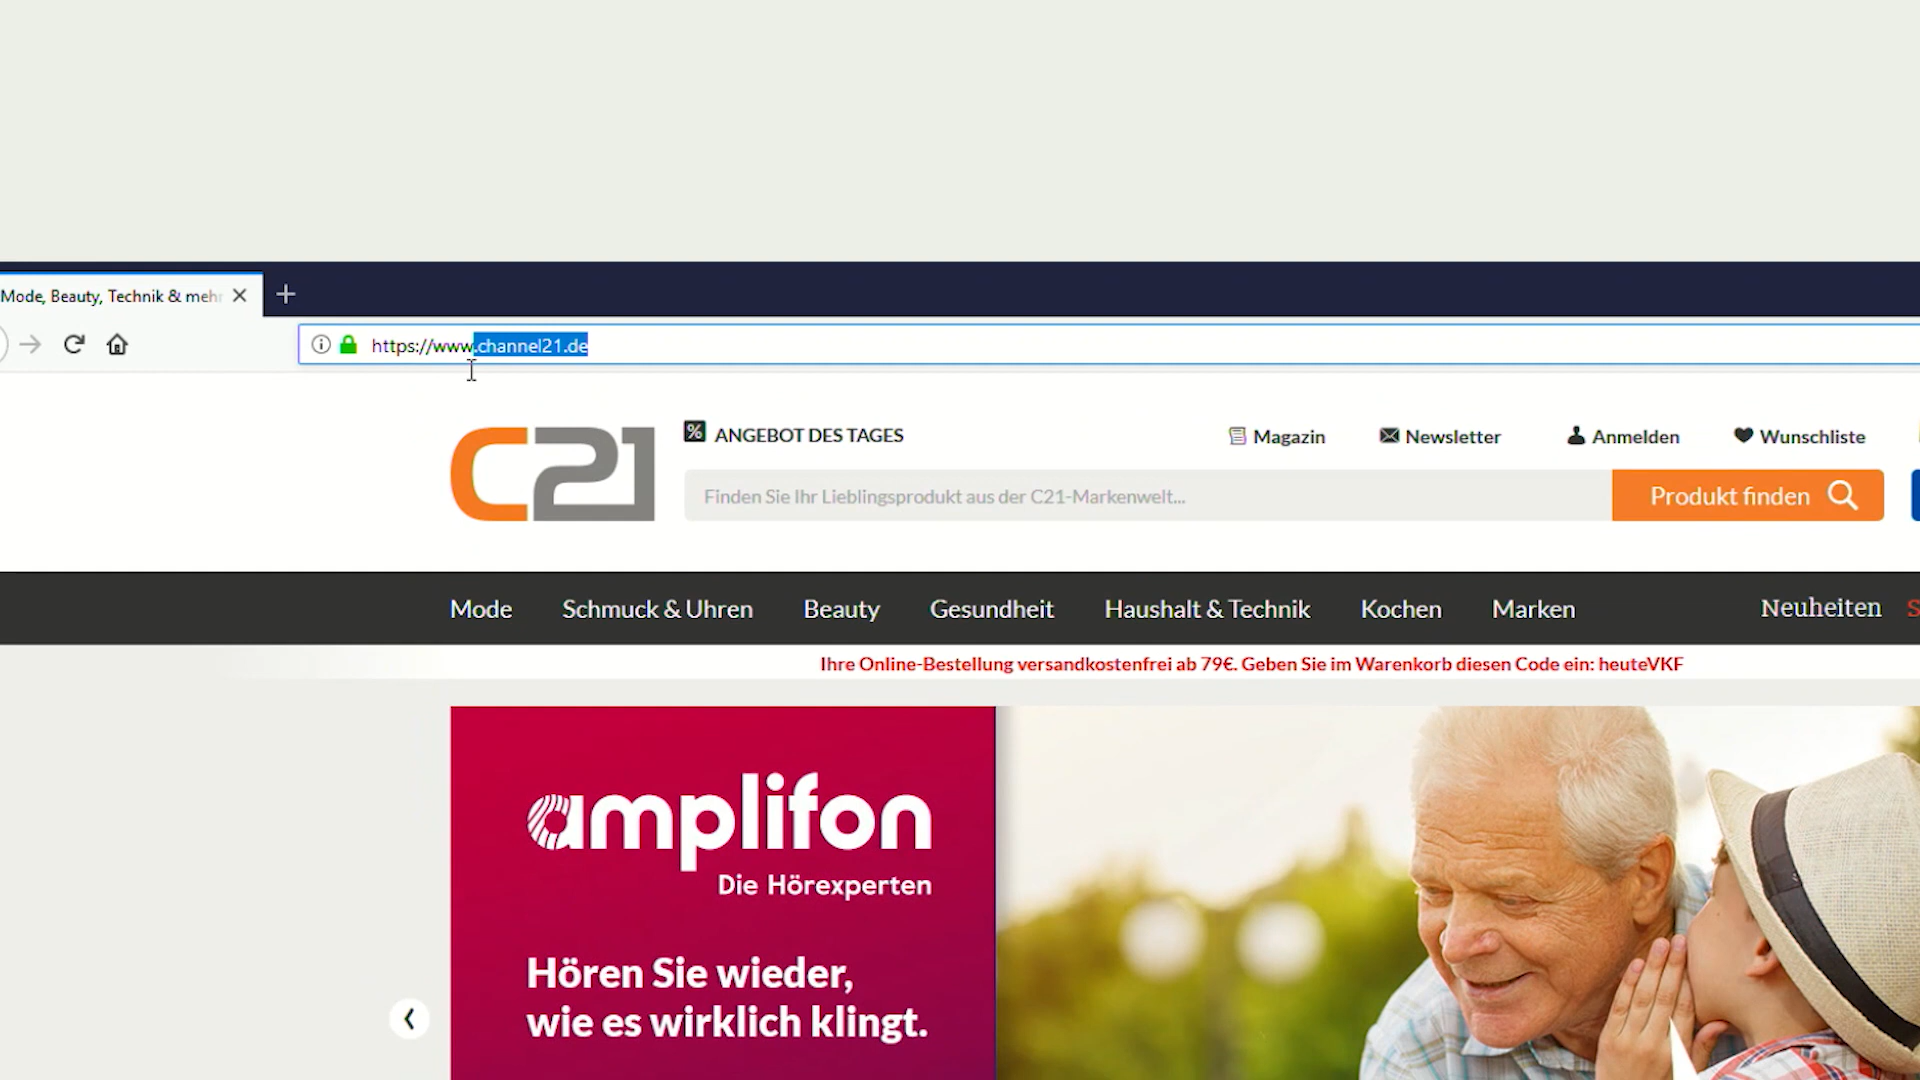 Mode, Beauty, Technik & mehr
https://www.channel21.de
C21
% ANGEBOT DES TAGES
Magazin
Newsletter
Anmelden
Wunschliste
Finden Sie Ihr Lieblingsprodukt aus der C21-Markenwelt...
Produkt finden
Mode
Schmuck & Uhren
Beauty
Gesundheit
Haushalt & Technik
Kochen
Marken
Neuheiten
S
Ihre Online-Bestellung versandkostenfrei ab 79€. Geben Sie im Warenkorb diesen Code ein: heuteVKF
amplifon
Die Hörexperten
Hören Sie wieder,
wie es wirklich klingt.